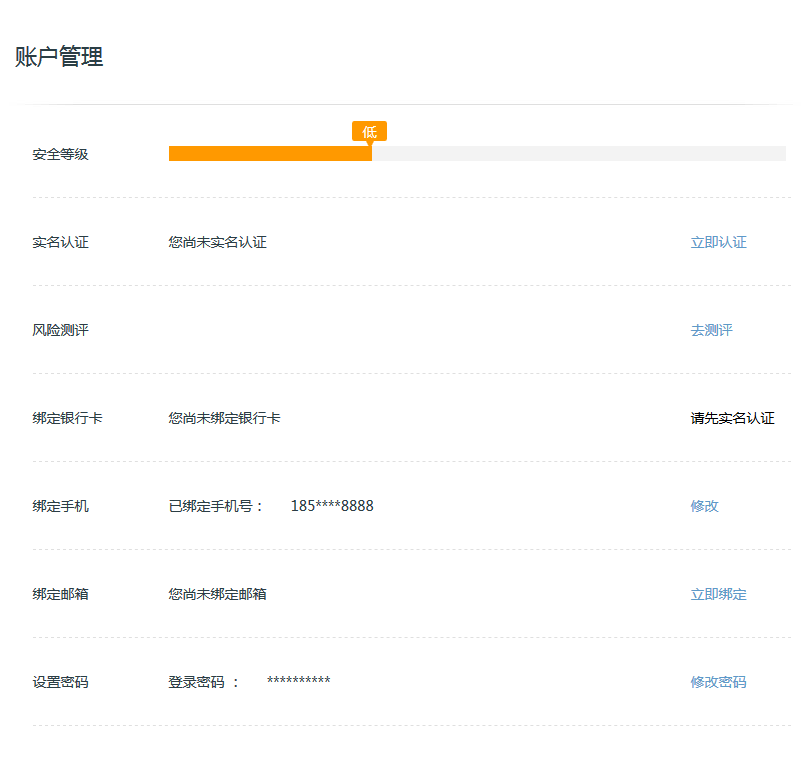 账户管理
低
安全等级
实名认证 您尚未实名认证 立即认证
风险测评 去测评
绑定银行卡 您尚未绑定银行卡 请先实名认证
绑定手机 已绑定手机号： 185****8888 修改
绑定邮箱 您尚未绑定邮箱 立即绑定
设置密码 登录密码 ： ********** 修改密码